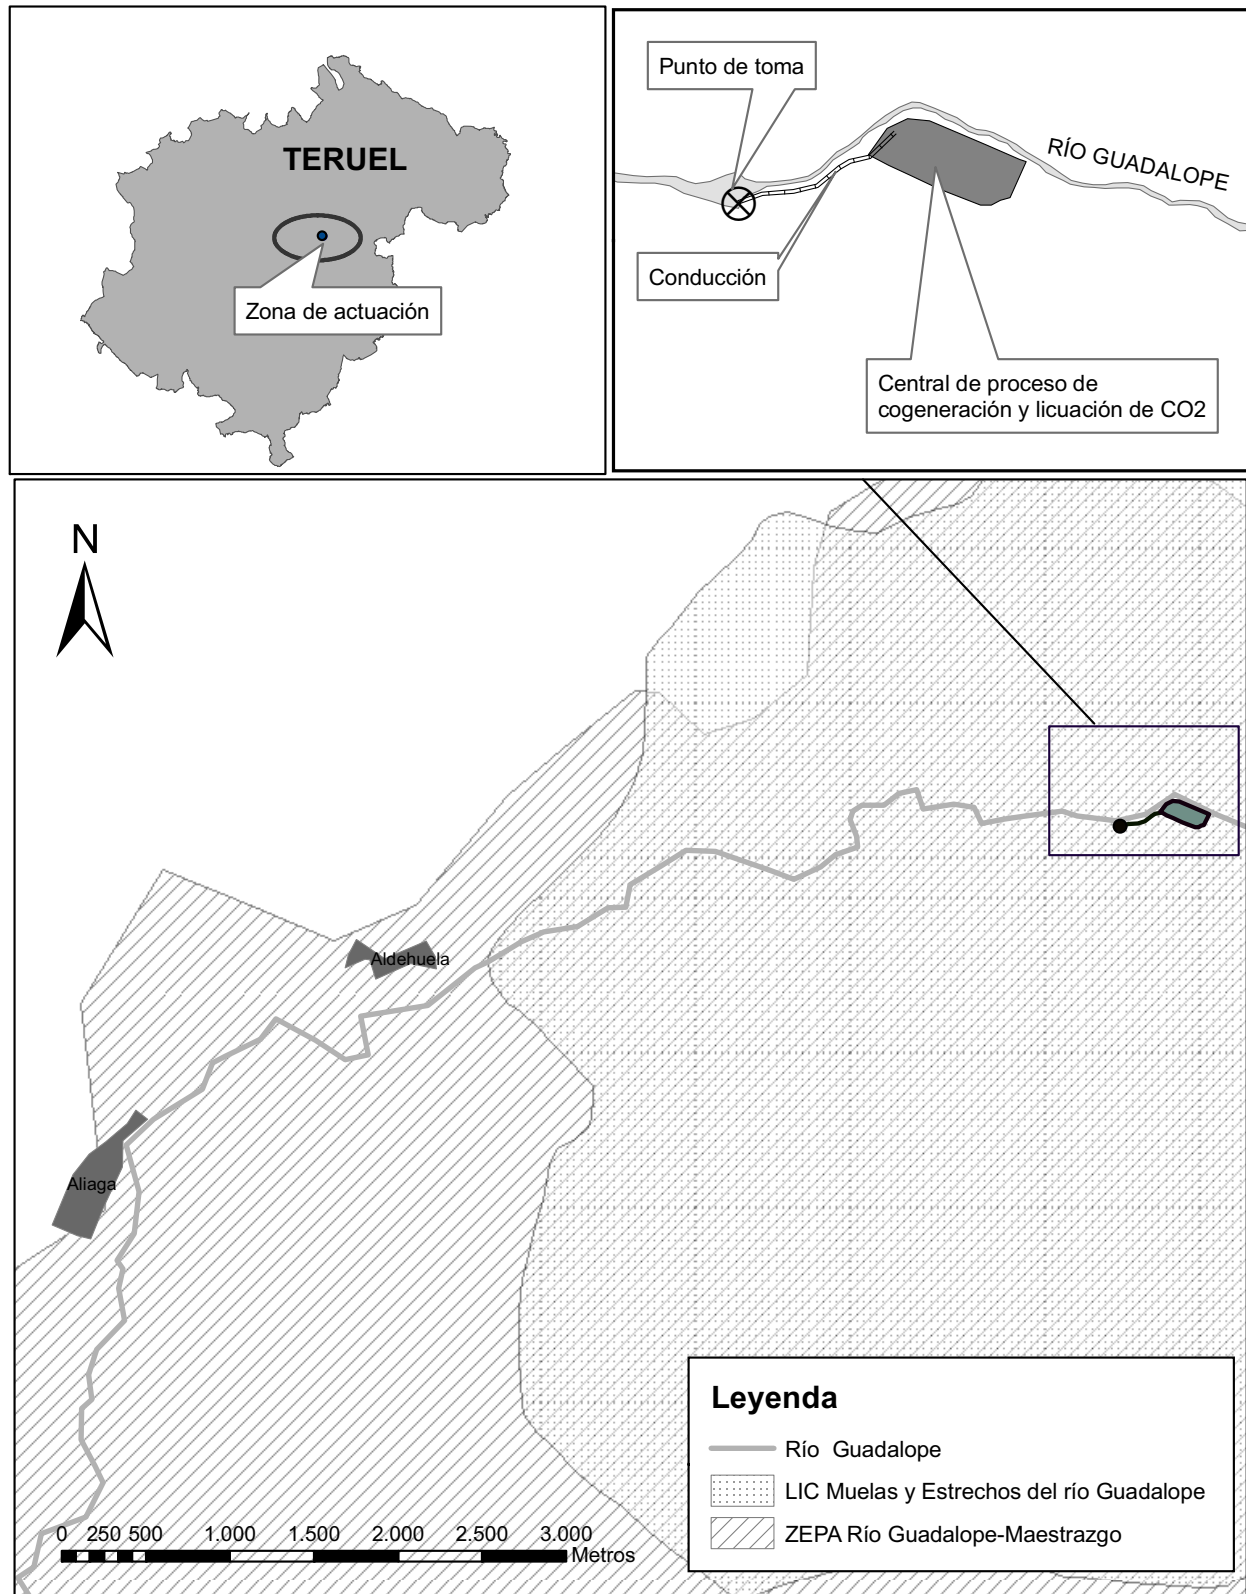 TERUEL
Zona de actuación
Punto de toma
RÍO GUADALOPE
Conducción
Central de proceso de
cogeneración y licuación de CO2
N
Aldehuela
Aliaga
Leyenda
Río Guadalope
LIC Muelas y Estrechos del río Guadalope
ZEPA Río Guadalope-Maestrazgo
0 250 500 1.000 1.500 2.000 2.500 3.000
Metros